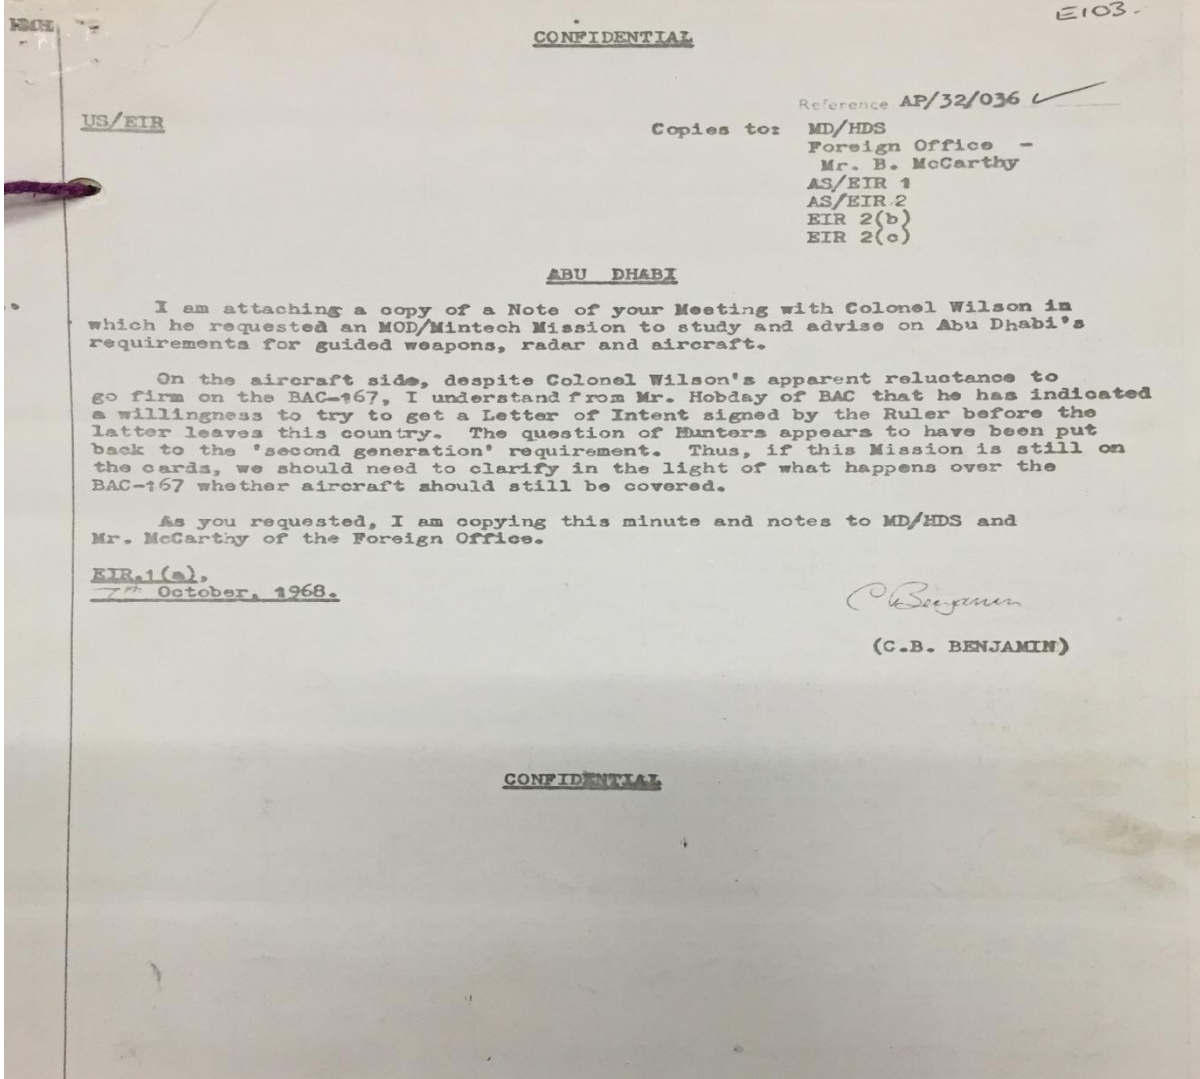 E103.
CONFIDENTIAL
Reference AP/32/036
US/EIR
Copies to: MD/HDS
Foreign Office -
Mr. B. McCarthy
AS/EIR 1
AS/EIR 2
EIR 2(b)
EIR 2(c)
ABU DHABI
I am attaching a copy of a Note of your Meeting with Colonel Wilson in
which he requested an MOD/Mintech Mission to study and advise on Abu Dhabi's
requirements for guided weapons, radar and aircraft.
On the aircraft side, despite Colonel Wilson's apparent reluctance to
go firm on the BAC-167, I understand from Mr. Hobday of BAC that he has indicated
a willingness to try to get a Letter of Intent signed by the Ruler before the
latter leaves this country. The question of Hunters appears to have been put
back to the 'second generation' requirement. Thus, if this Mission is still on
the cards, we should need to clarify in the light of what happens over the
BAC-167 whether aircraft should still be covered.
As you requested, I am copying this minute and notes to MD/HDS and
Mr. McCarthy of the Foreign Office.
EIR.1(a),
7th October, 1968.
C B Benjamin
(C.B. BENJAMIN)
CONFIDENTIAL